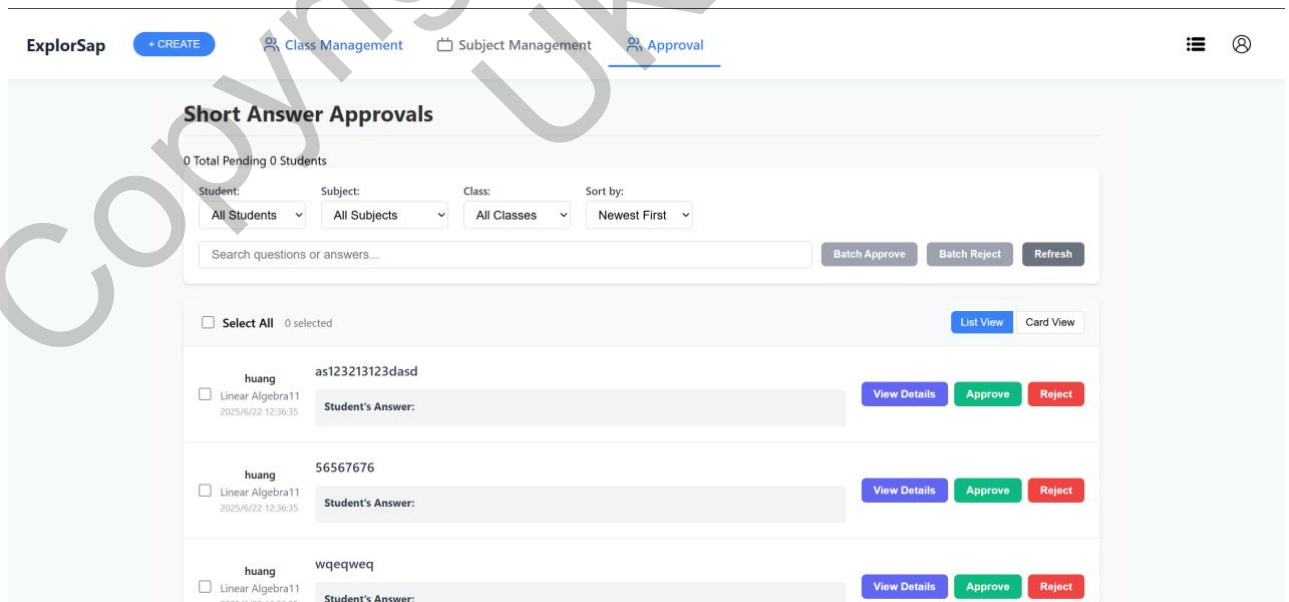 ExplorSap + CREATE Class Management Subject Management Approval
Short Answer Approvals
0 Total Pending 0 Students
Student: Subject: Class: Sort by:
All Students All Subjects All Classes Newest First
Search questions or answers... Batch Approve Batch Reject Refresh
Select All 0 selected List View Card View
as123213123dasd
huang
Linear Algebra11
2025/6/22 12:36:35
Student's Answer:
View Details Approve Reject
56567676
huang
Linear Algebra11
2025/6/22 12:36:35
Student's Answer:
View Details Approve Reject
wqeqweq
huang
Linear Algebra11
Student's Answer:
View Details Approve Reject